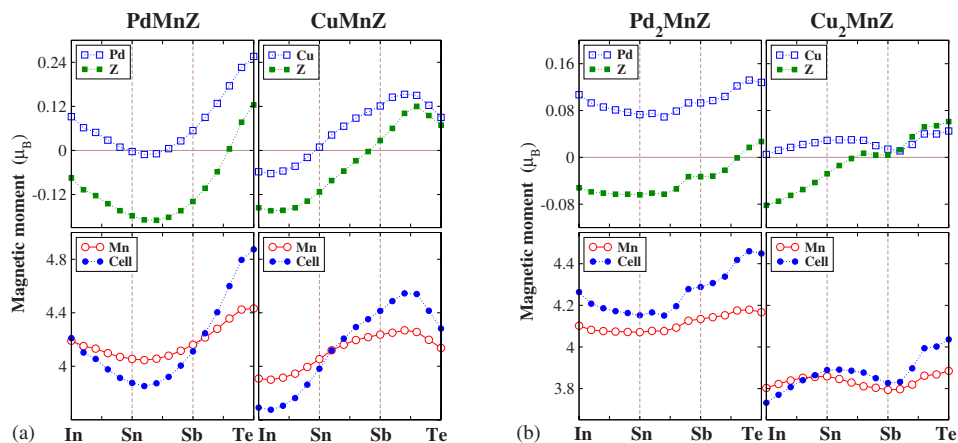 PdMnZ CuMnZ
Magnetic moment (μB)
0.24
0.12
0
-0.12
Pd
Z
Cu
Z
4.8
4.4
4
Mn
Cell
Mn
Cell
(a) In Sn Sb Te Sn Sb Te
Pd2MnZ Cu2MnZ
Magnetic moment (μB)
0.16
0.08
0
-0.08
Pd
Z
Cu
Z
4.4
4.2
4
3.8
Mn
Cell
Mn
Cell
(b) In Sn Sb Te Sn Sb Te